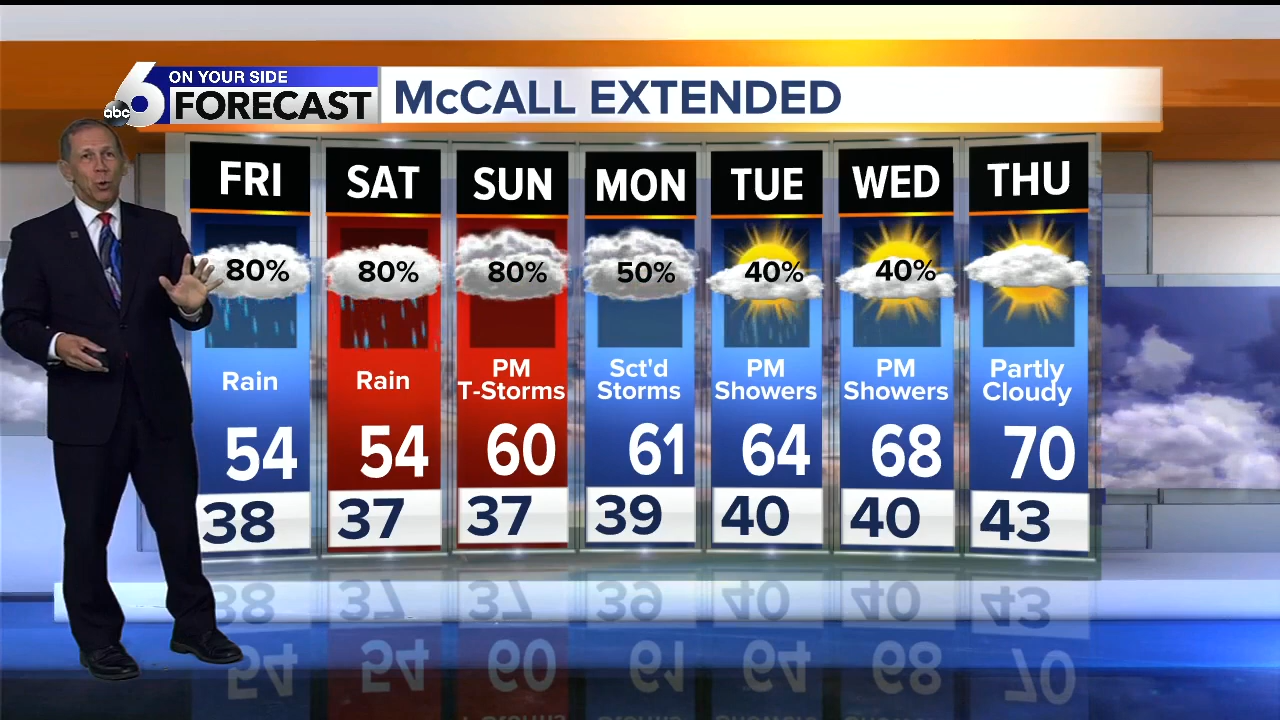 ON YOUR SIDE
abc 6 FORECAST
McCALL EXTENDED
FRI SAT SUN MON TUE WED THU
80% 80% 80% 50% 40% 40%
Rain
Rain
PM
T-Storms
Sct'd
Storms
PM
Showers
PM
Showers
Partly
Cloudy
54 54 60 61 64 68 70
38 37 37 39 40 40 43